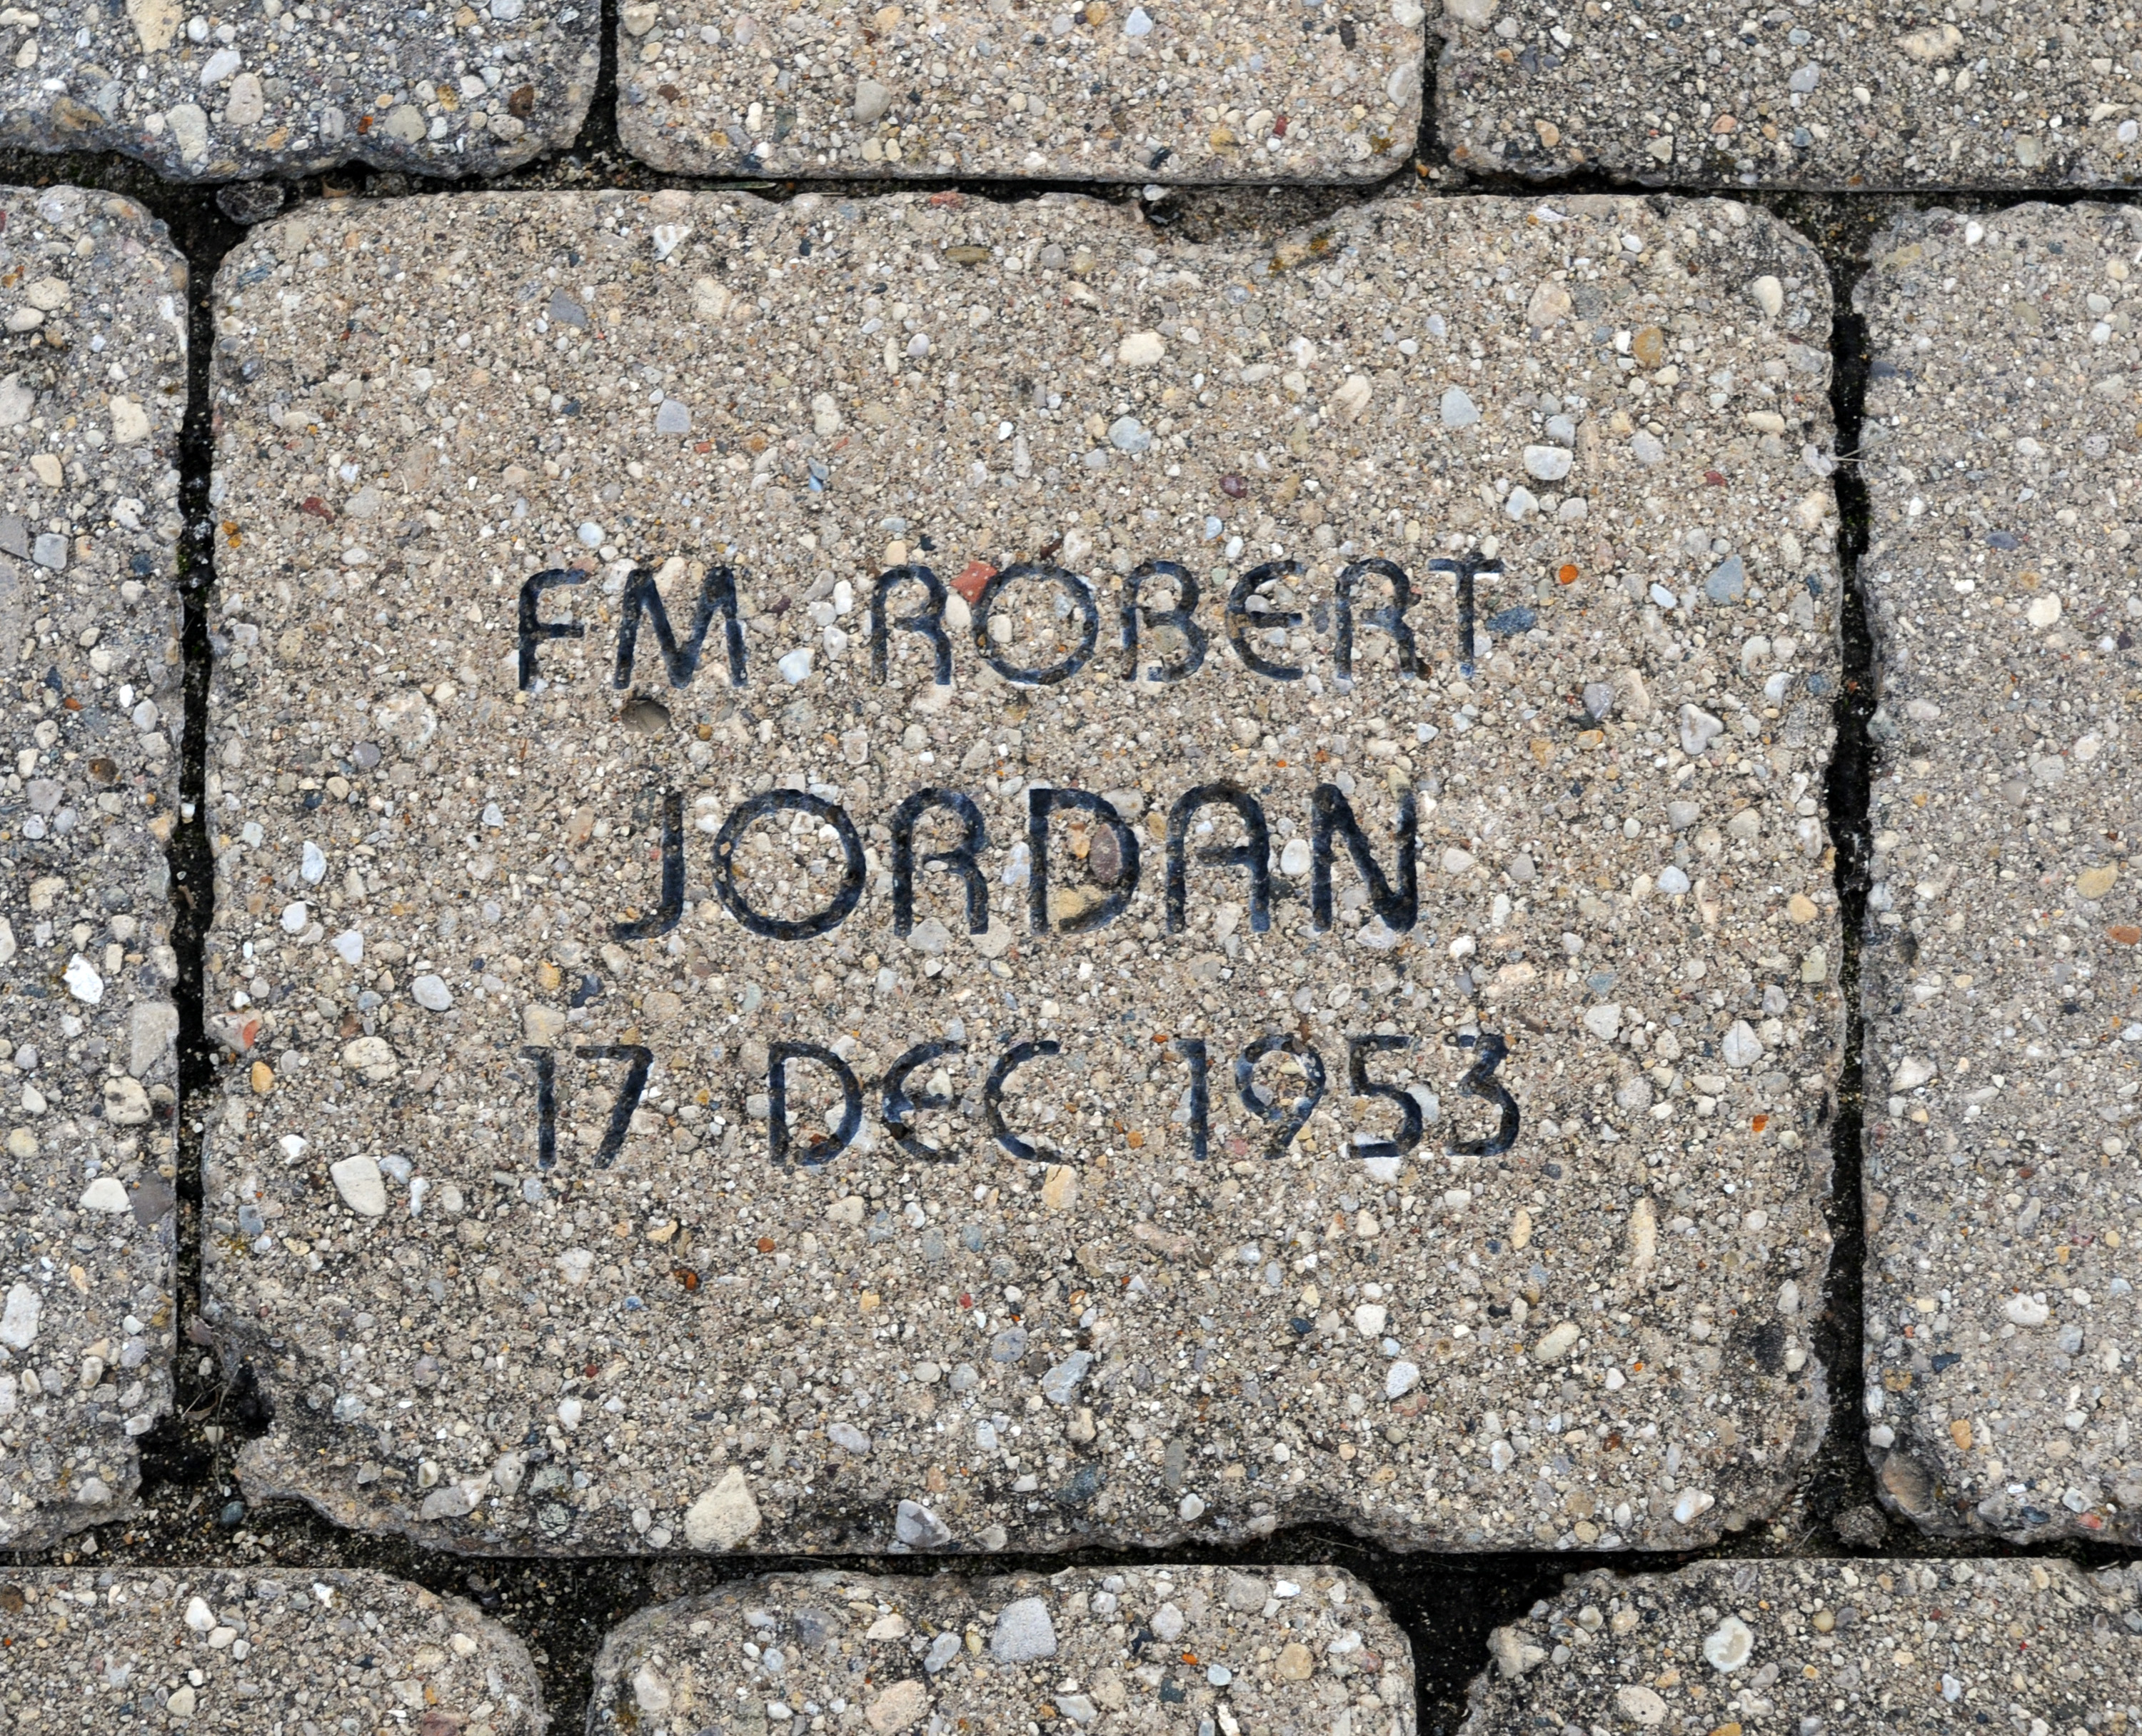 FM ROBERT
JORDAN
17 DEC 1953